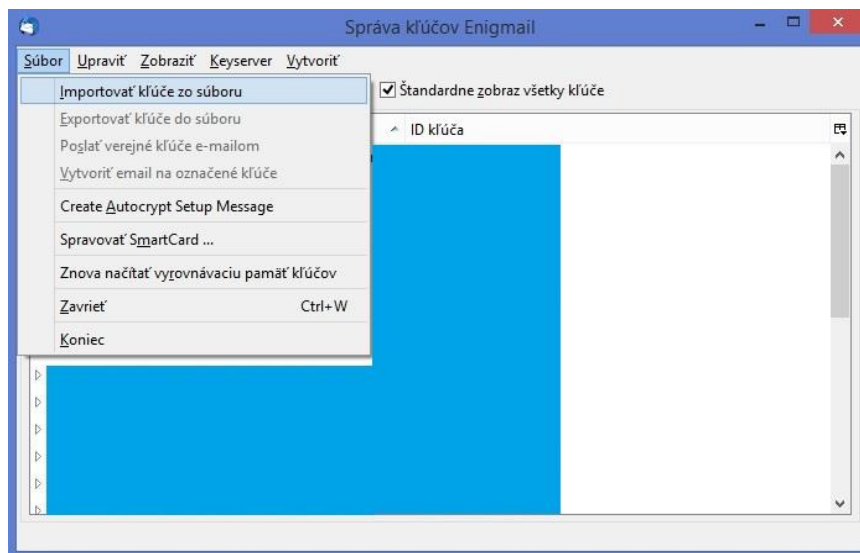 Správa kľúčov Enigmail
Súbor Upraviť Zobraziť Keyserver Vytvoriť
Importovať kľúče zo súboru
Štandardne zobraz všetky kľúče
Exportovať kľúče do súboru
ID kľúča
Poslať verejné kľúče e-mailom
Vytvoriť email na označené kľúče
Create Autocrypt Setup Message
Spravovať SmartCard ...
Znova načítať vyrovnávaciu pamäť kľúčov
Zavrieť Ctrl+W
Koniec